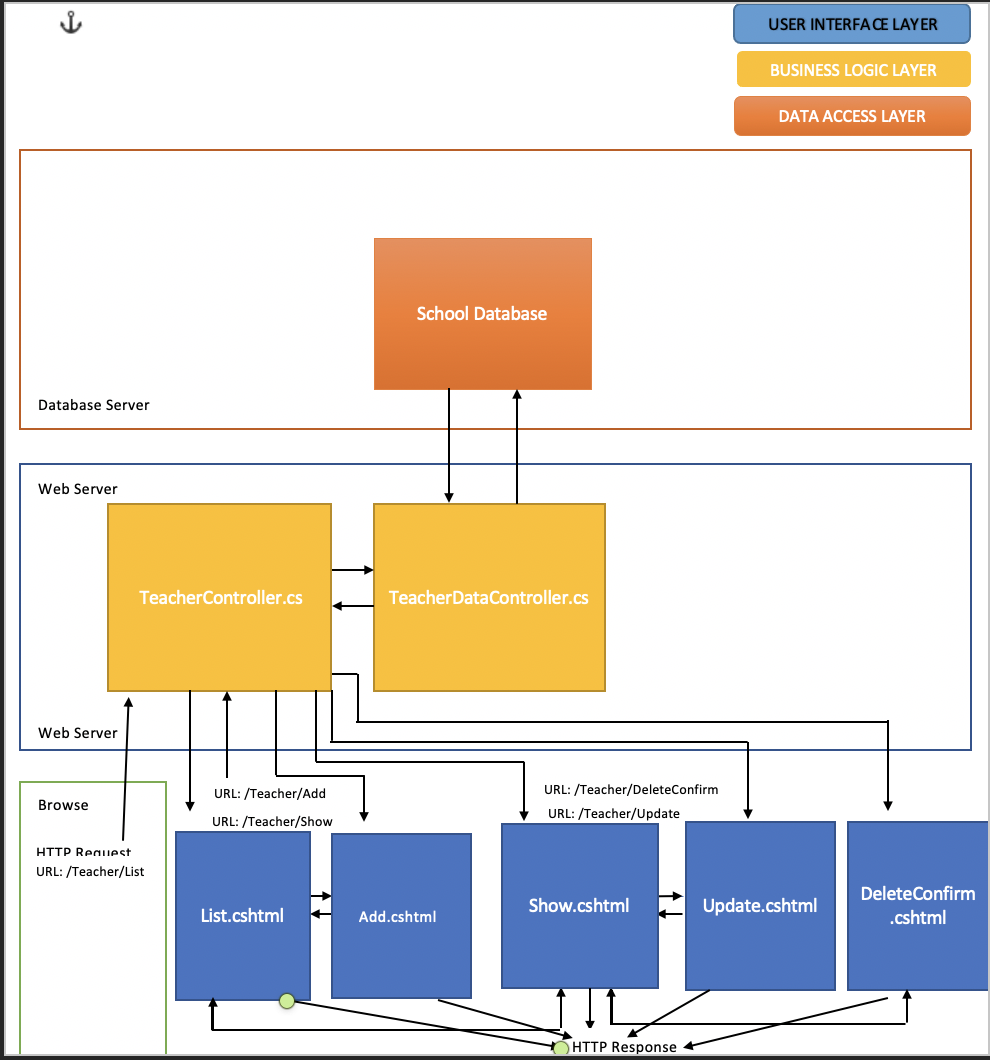 USER INTERFACE LAYER
BUSINESS LOGIC LAYER
DATA ACCESS LAYER
School Database
Database Server
Web Server
TeacherController.cs
TeacherDataController.cs
Web Server
Browse
URL: /Teacher/Add
URL: /Teacher/Show
URL: /Teacher/DeleteConfirm
URL: /Teacher/Update
HTTP Request
URL: /Teacher/List
List.cshtml
Add.cshtml
Show.cshtml
Update.cshtml
DeleteConfirm
.cshtml
HTTP Response